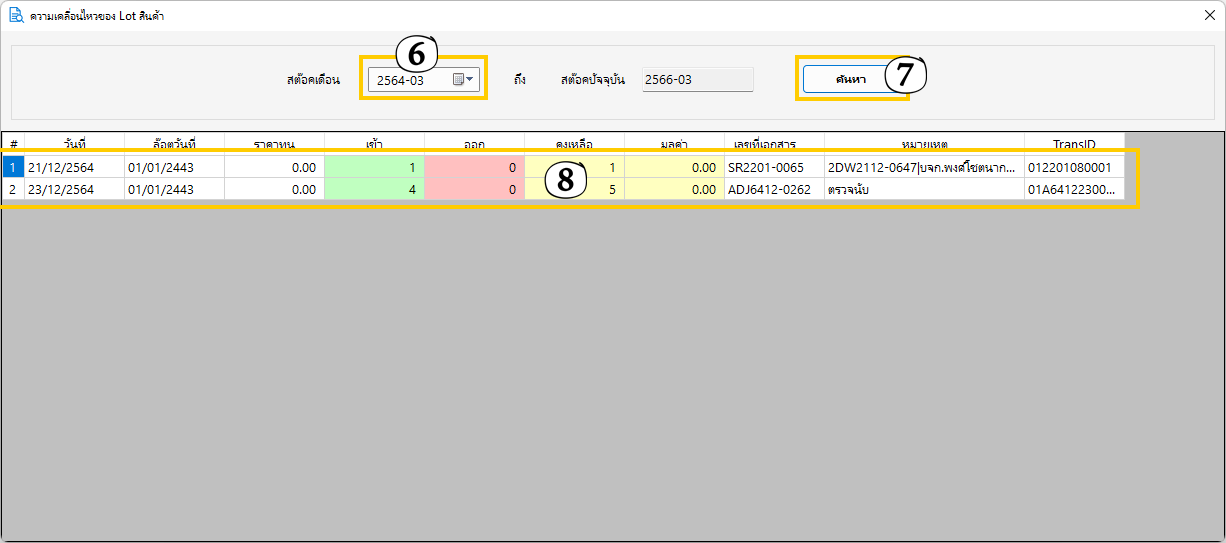 ความเคลื่อนไหวของ Lot สินค้า
6
สต๊อคเดือน 2564-03 ถึง สต๊อคปัจจุบัน 2566-03 ค้นหา 7
# วันที่ ล๊อตวันที่ ราคาทุน เข้า ออก คงเหลือ มูลค่า เลขที่เอกสาร หมายเหตุ TransID
1 21/12/2564 01/01/2443 0.00 1 0 1 0.00 SR2201-0065 2DW2112-0647|บจก.พงศ์โชตนาก... 012201080001
8
2 23/12/2564 01/01/2443 4 0 5 0.00 ADJ6412-0262 ตรวจนับ 01A64122300...